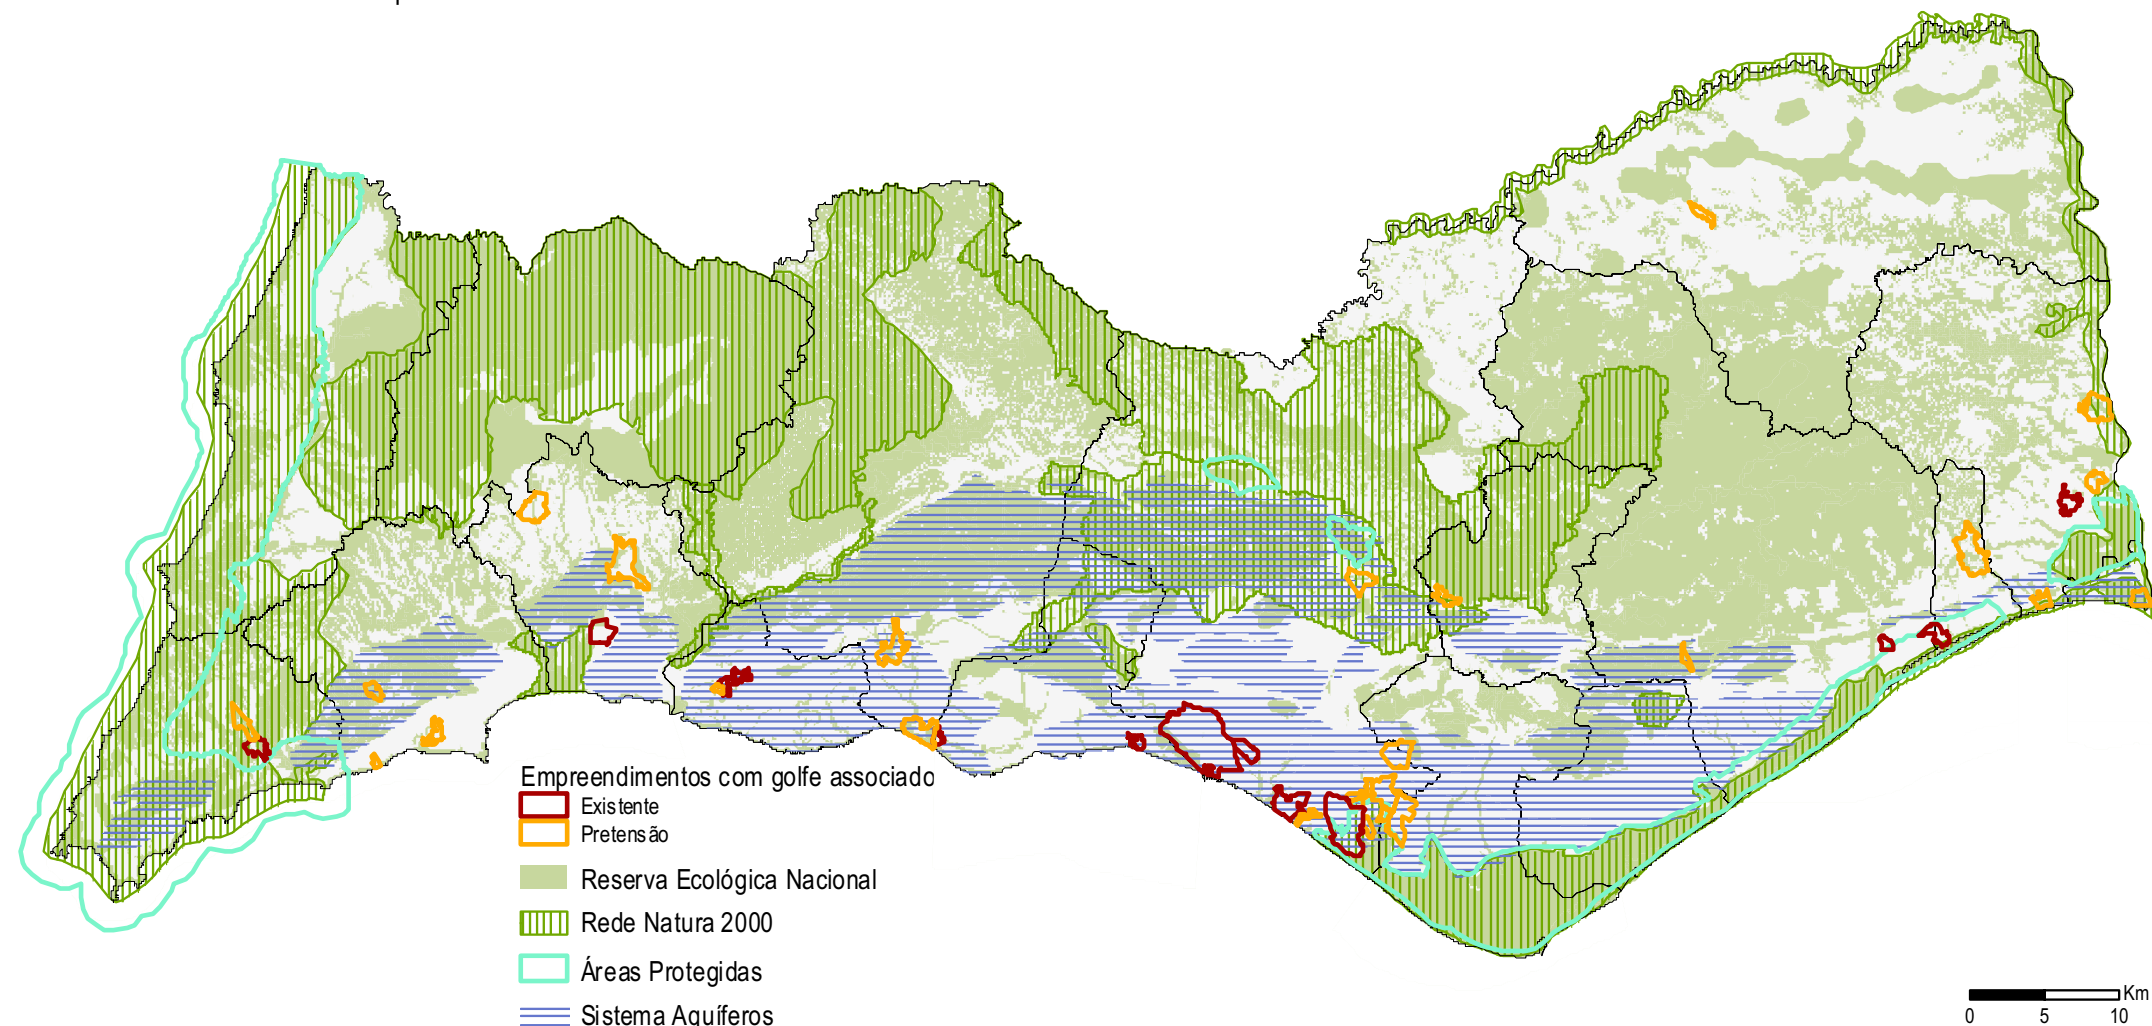 Empreendimentos com golfe associado
Existente
Pretensão
Reserva Ecológica Nacional
Rede Natura 2000
Áreas Protegidas
Sistema Aquíferos
Km
0 5 10